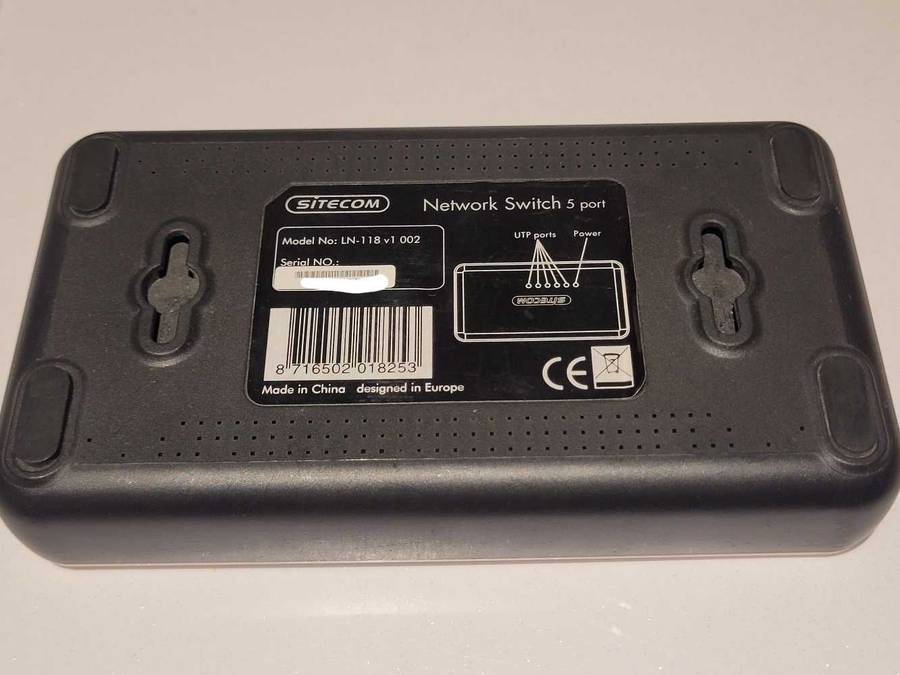 SITECOM
Network Switch 5 port
Model No: LN-118 v1 002
Serial NO.:
UTP ports
Power
SITECOM
8 716502 018253
Made in China designed in Europe
CE